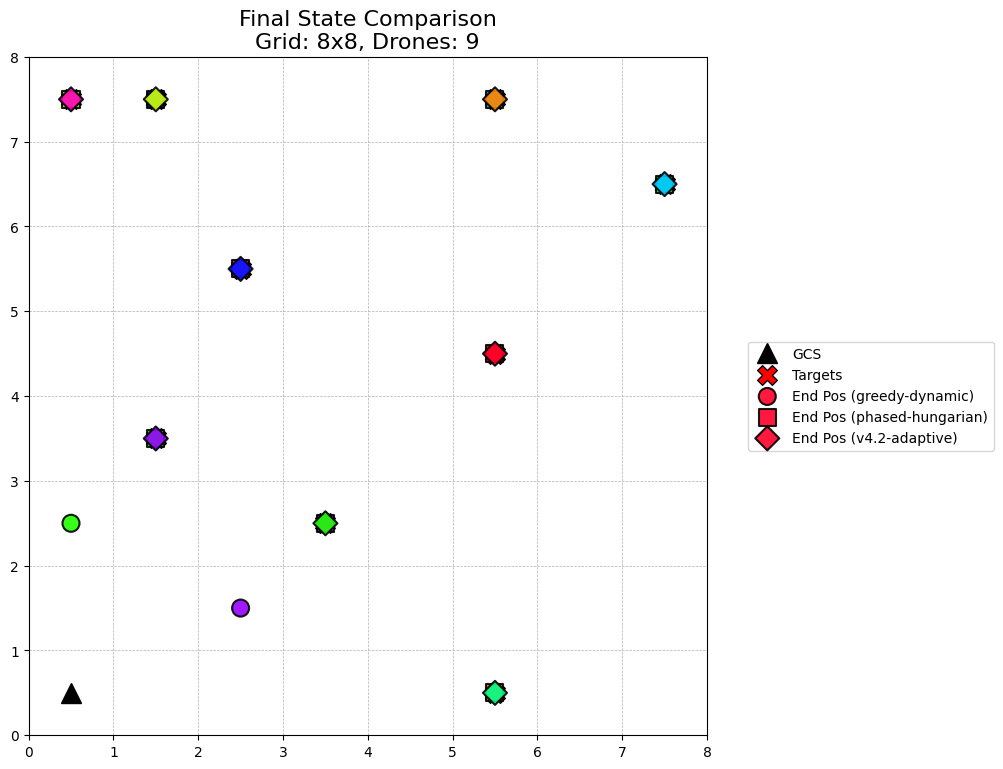 Final State Comparison
Grid: 8x8, Drones: 9
8
7
6
5
4
3
2
1
0
0 1 2 3 4 5 6 7 8
GCS
Targets
End Pos (greedy-dynamic)
End Pos (phased-hungarian)
End Pos (v4.2-adaptive)